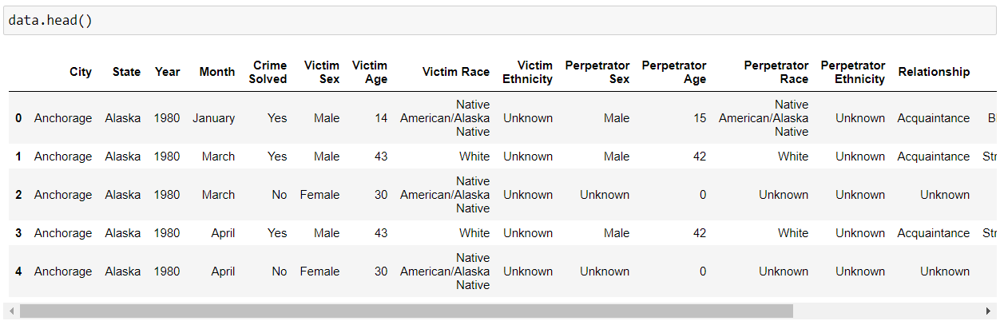 data.head()
City State Year Month Crime Solved Victim Sex Victim Age Victim Race Victim Ethnicity Perpetrator Sex Perpetrator Age Perpetrator Race Perpetrator Ethnicity Relationship
0 Anchorage Alaska 1980 January Yes Male 14 Native American/Alaska Native Unknown Male 15 Native American/Alaska Native Unknown Acquaintance
1 Anchorage Alaska 1980 March Yes Male 43 White Unknown Male 42 White Unknown Acquaintance
2 Anchorage Alaska 1980 March No Female 30 Native American/Alaska Native Unknown Unknown 0 Unknown Unknown Unknown
3 Anchorage Alaska 1980 April Yes Male 43 White Unknown Male 42 White Unknown Acquaintance
4 Anchorage Alaska 1980 April No Female 30 Native American/Alaska Native Unknown Unknown 0 Unknown Unknown Unknown